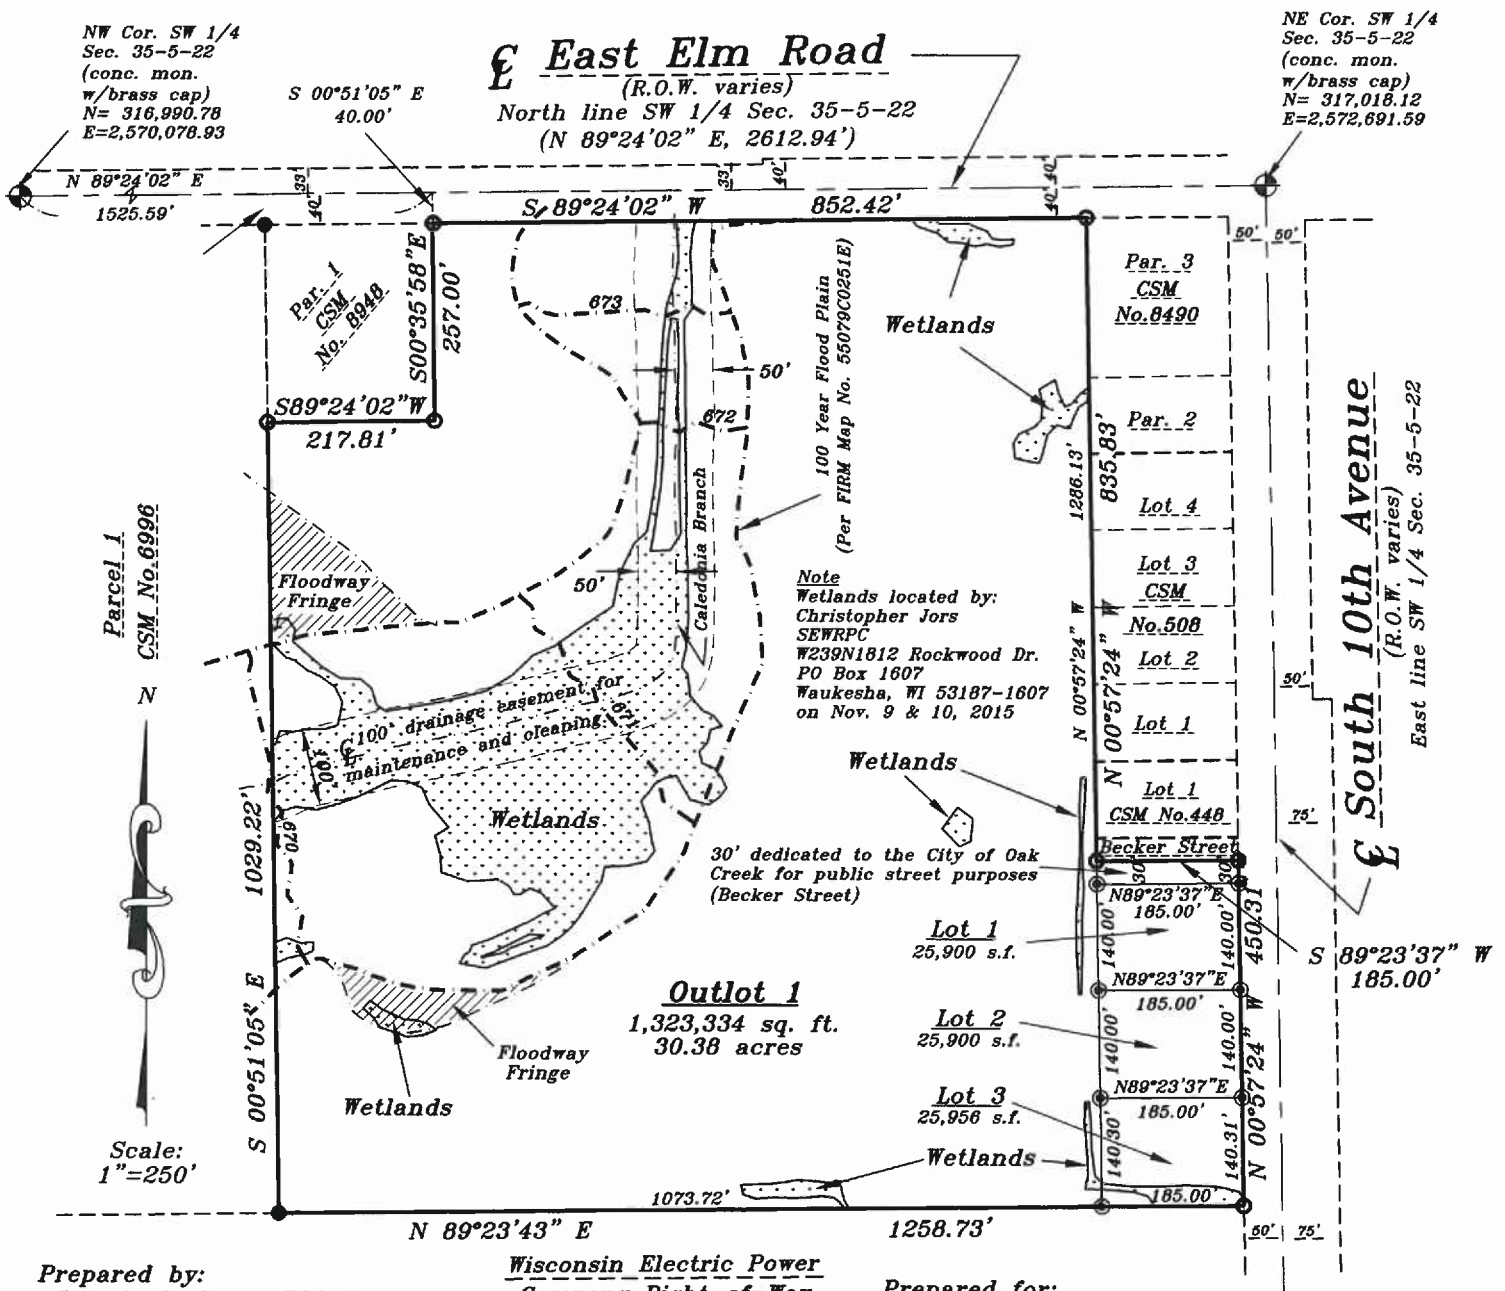 NW Cor. SW 1/4
Sec. 35-5-22
(conc. mon.
w/brass cap)
N= 316,990.78
E=2,570,078.93
S 00°51'05" E
40.00'
℄ East Elm Road
(R.O.W. varies)
North line SW 1/4 Sec. 35-5-22
(N 89°24'02" E, 2612.94')
NE Cor. SW 1/4
Sec. 35-5-22
(conc. mon.
w/brass cap)
N= 317,018.12
E=2,572,691.59
N 89°24'02" E
1525.59'
33'
40'
33'
40'
40'
40'
S 89°24'02" W
852.42'
50'
50'
Par. 1
CSM
No. 8948
S00°35'58"E
257.00'
S89°24'02"W
217.81'
673
672
50'
50'
Caledonia Branch
100 Year Flood Plain
(Per FIRM Map No. 55079C0251E)
Wetlands
1286.13'
835.83'
N 00°57'24" W
N 00°57'24" W
Par. 3
CSM
No.8490
Par. 2
Lot 4
Lot 3
CSM
No.508
Lot 2
Lot 1
Lot 1
CSM No.448
Becker Street
℄ South 10th Avenue
(R.O.W. varies)
East line SW 1/4 Sec. 35-5-22
50'
75'
Parcel 1
CSM No.6996
N
Scale:
1"=250'
Floodway
Fringe
Note
Wetlands located by:
Christopher Jors
SEWRPC
W239N1812 Rockwood Dr.
PO Box 1607
Waukesha, WI 53187-1607
on Nov. 9 & 10, 2015
℄ 100' drainage easement for
maintenance and cleaping.
100'
671
670
Wetlands
Wetlands
30' dedicated to the City of Oak
Creek for public street purposes
(Becker Street)
30'
30'
N89°23'37"E
185.00'
Lot 1
25,900 s.f.
140.00'
140.00'
450.31'
S 89°23'37" W
185.00'
N89°23'37"E
185.00'
Lot 2
25,900 s.f.
140.00'
140.00'
N89°23'37"E
185.00'
Lot 3
25,956 s.f.
140.30'
140.31'
N 00°57'24" W
185.00'
1029.22'
S 00°51'05" E
Outlot 1
1,323,334 sq. ft.
30.38 acres
Floodway
Fringe
Wetlands
Wetlands
1073.72'
N 89°23'43" E
1258.73'
50'
75'
Prepared by:
Wisconsin Electric Power
Company Right-of-Way
Prepared for: